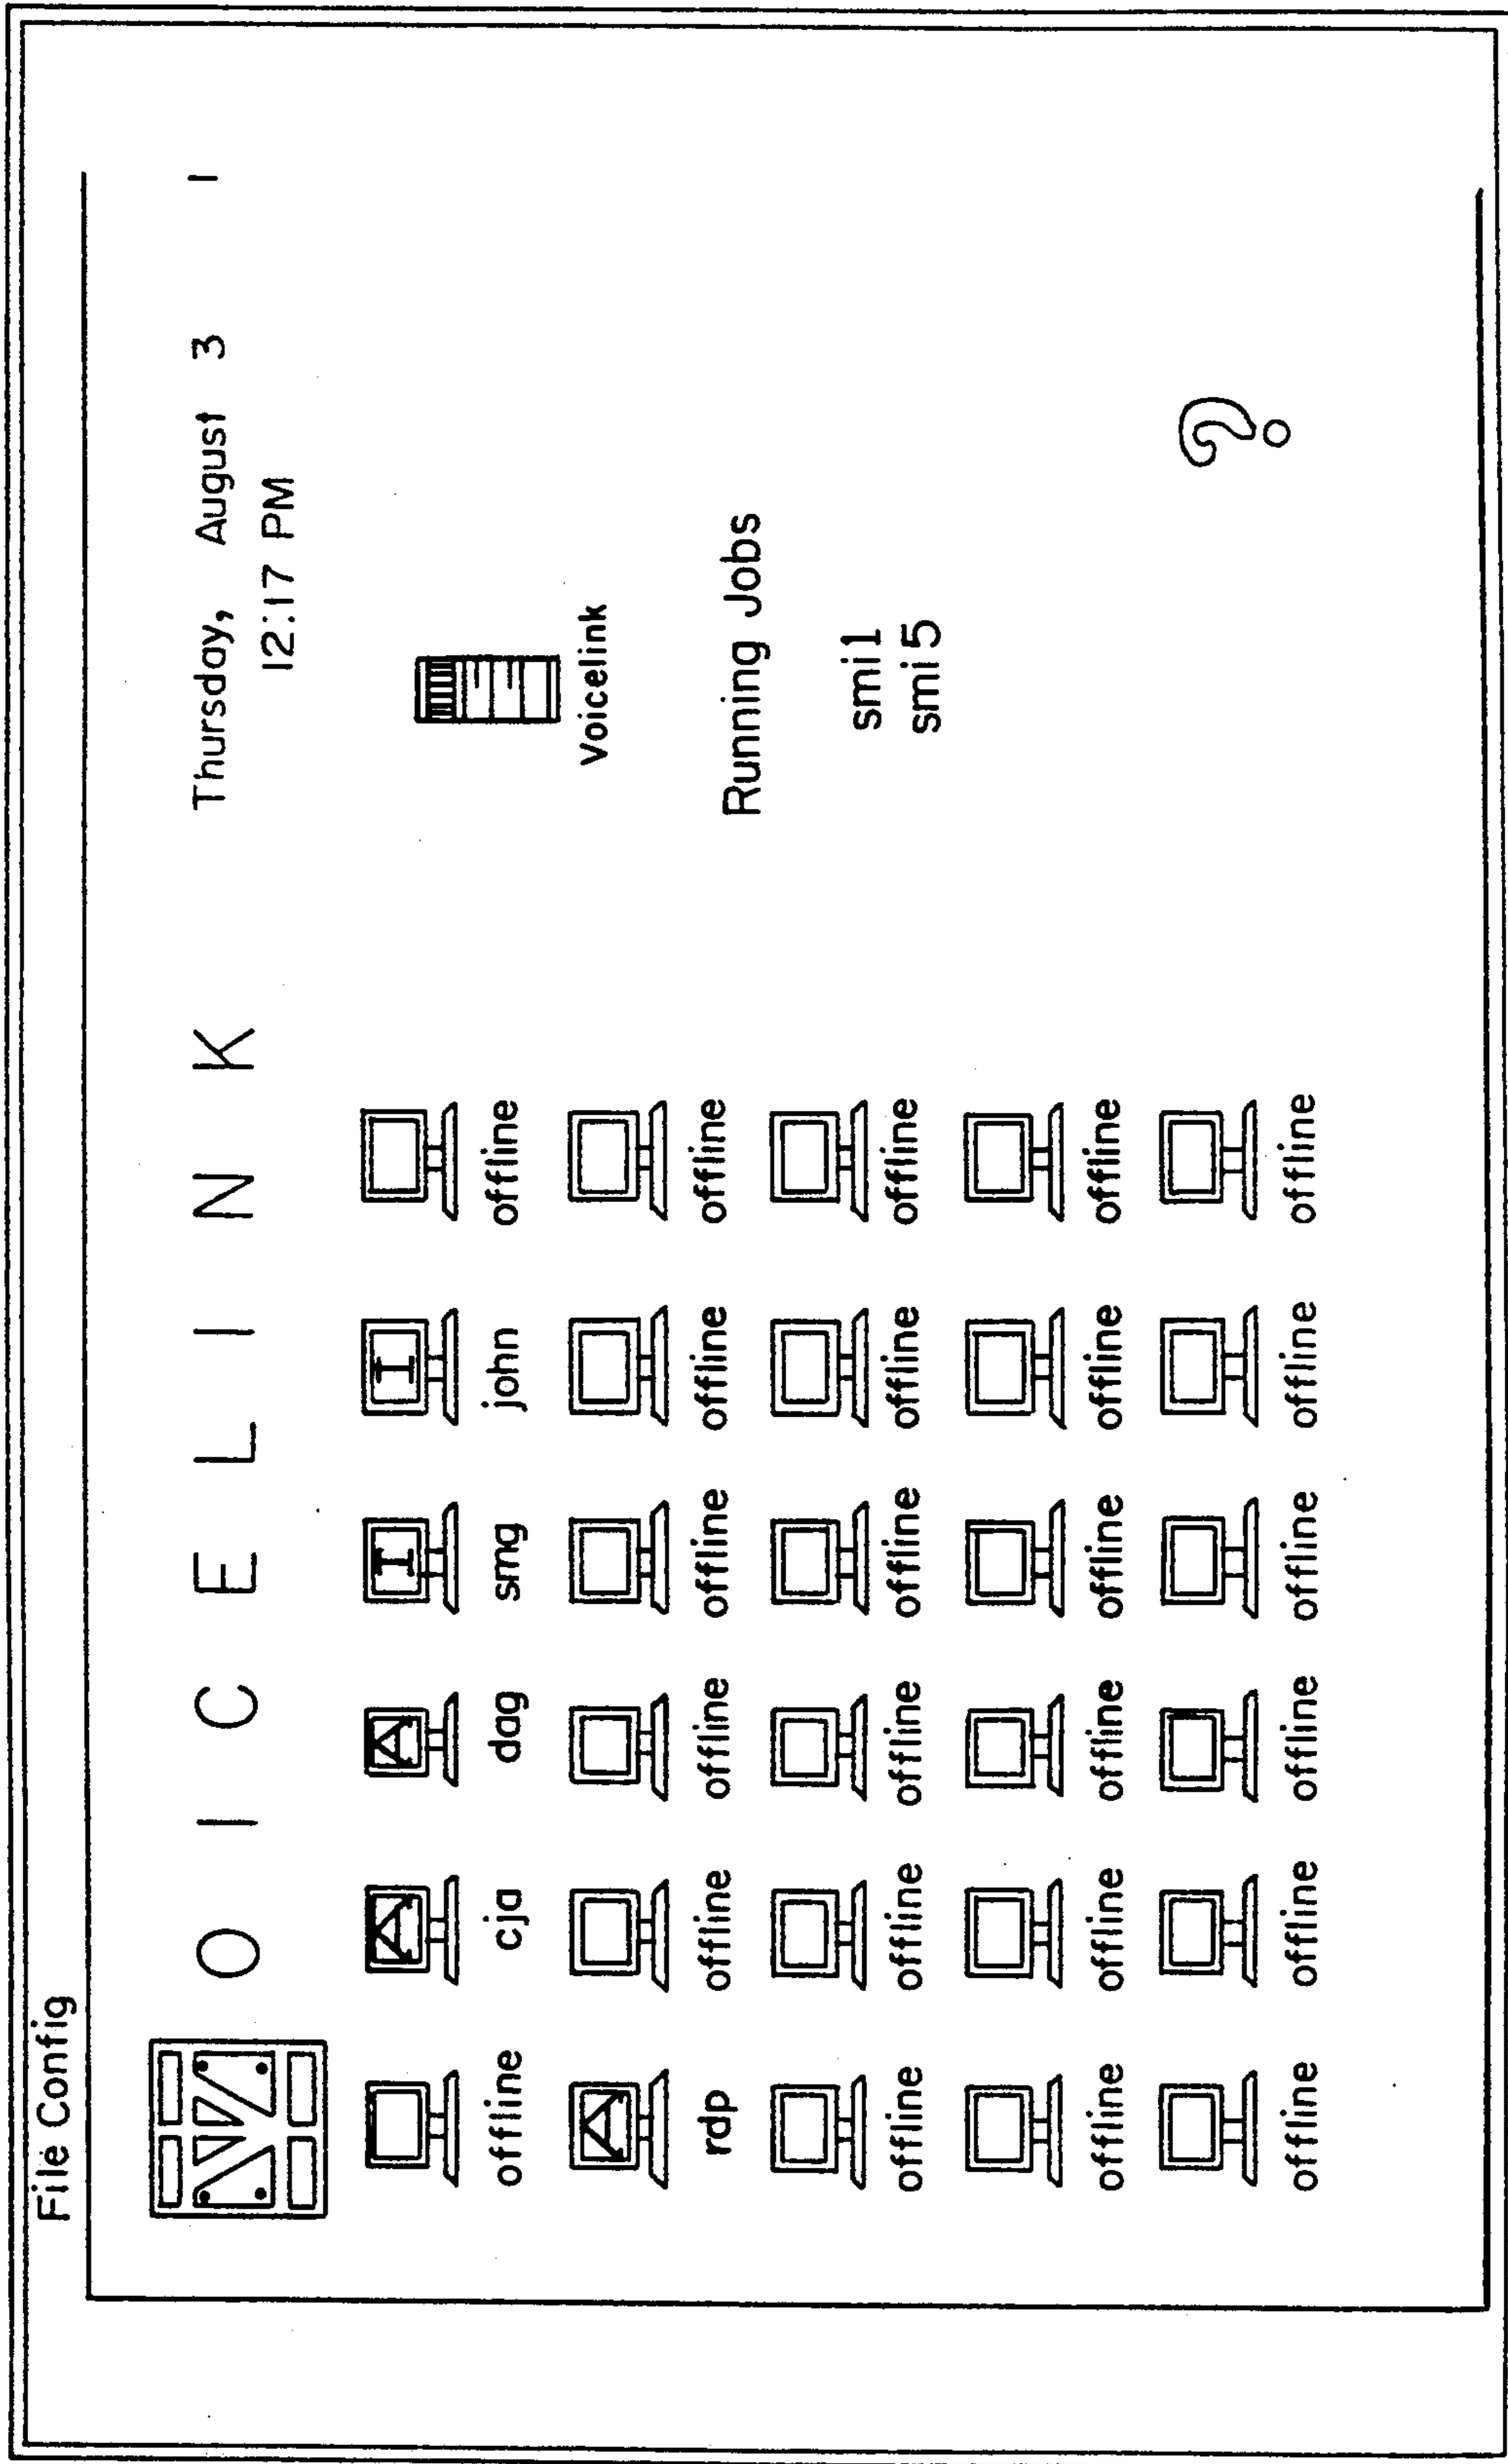 File Config
O I C E L I N K
Thursday, August 3 1
12:17 PM
offline cja dag smg john offline
A A I I
Voicelink
rdp offline offline offline offline offline
A
Running Jobs
offline offline offline offline offline offline
smi1
smi5
offline offline offline offline offline offline
offline offline offline offline offline offline
?